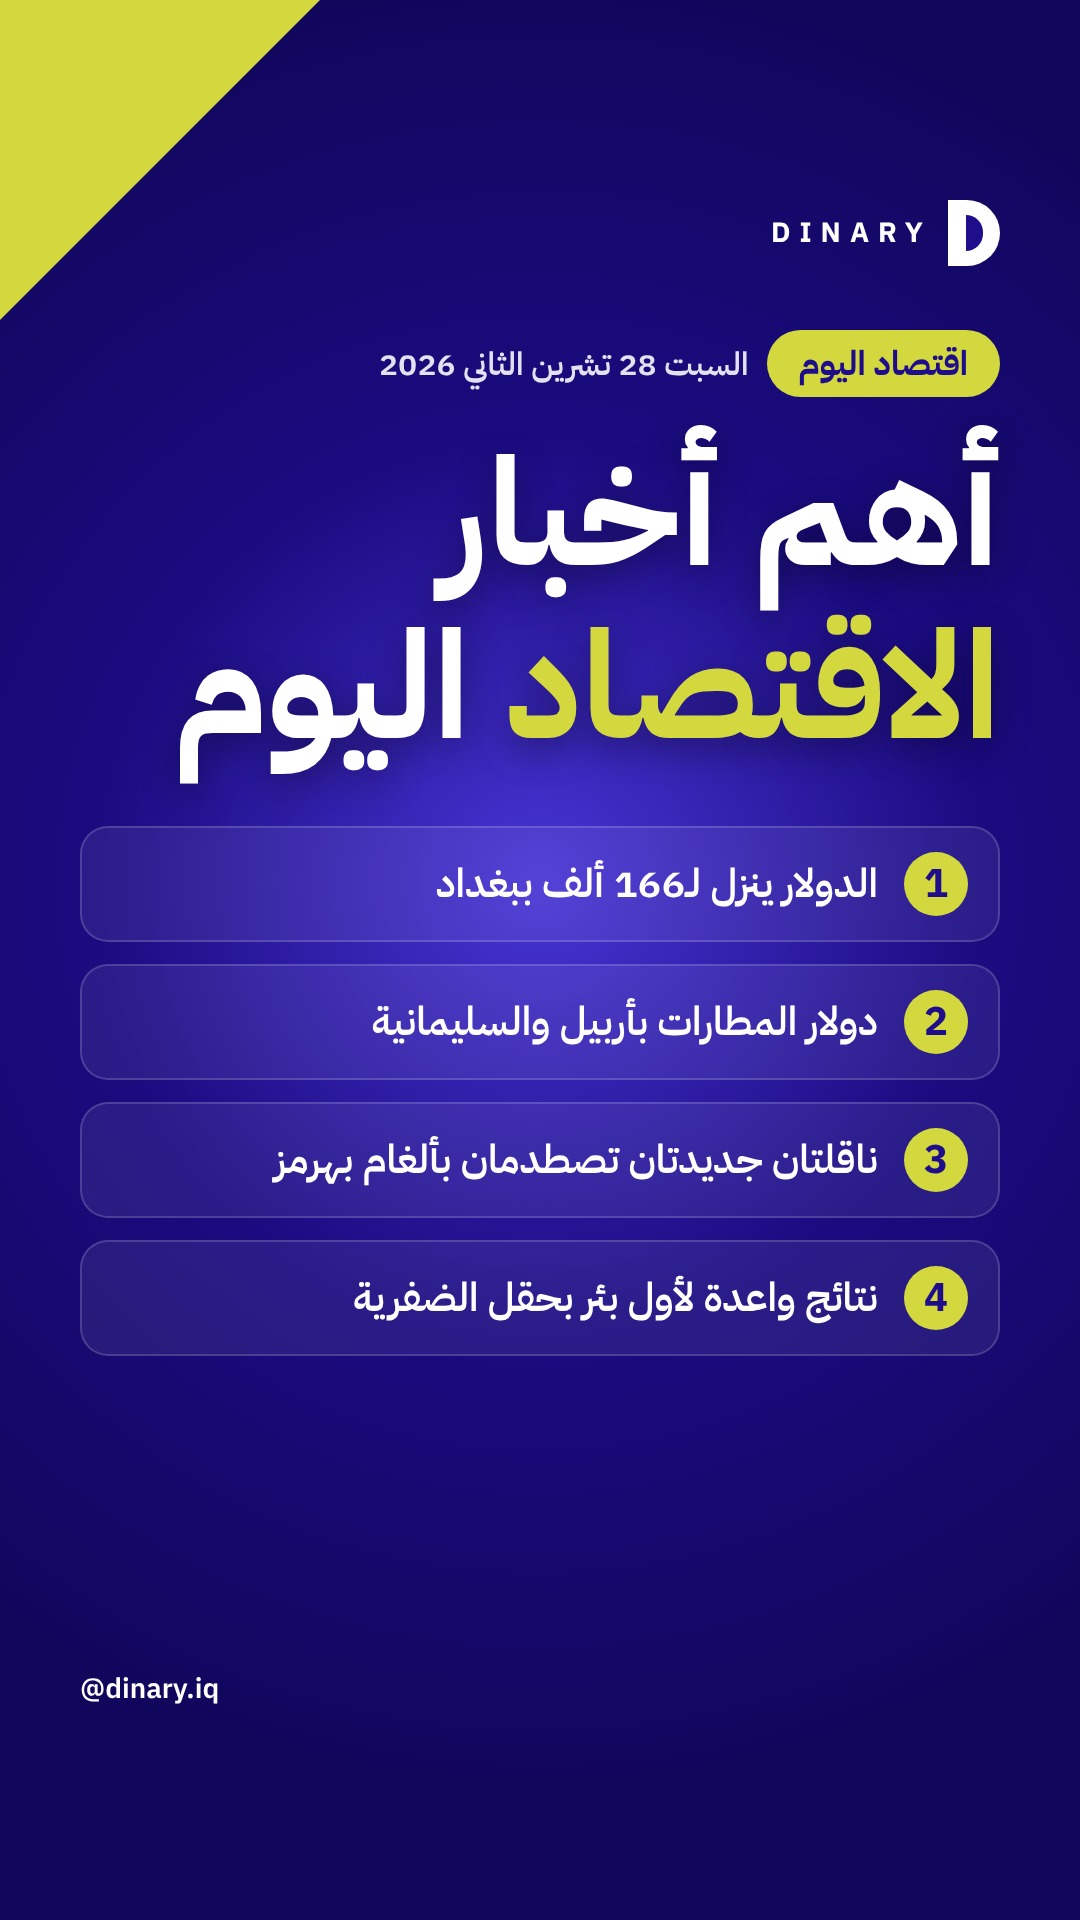 DINARY D
اقتصاد اليوم السبت 28 تشرين الثاني 2026
أهم أخبار
الاقتصاد اليوم
1 الدولار ينزل لـ166 ألف ببغداد
2 دولار المطارات بأربيل والسليمانية
3 ناقلتان جديدتان تصطدمان بألغام بهرمز
4 نتائج واعدة لأول بئر بحقل الضفرية
@dinary.iq